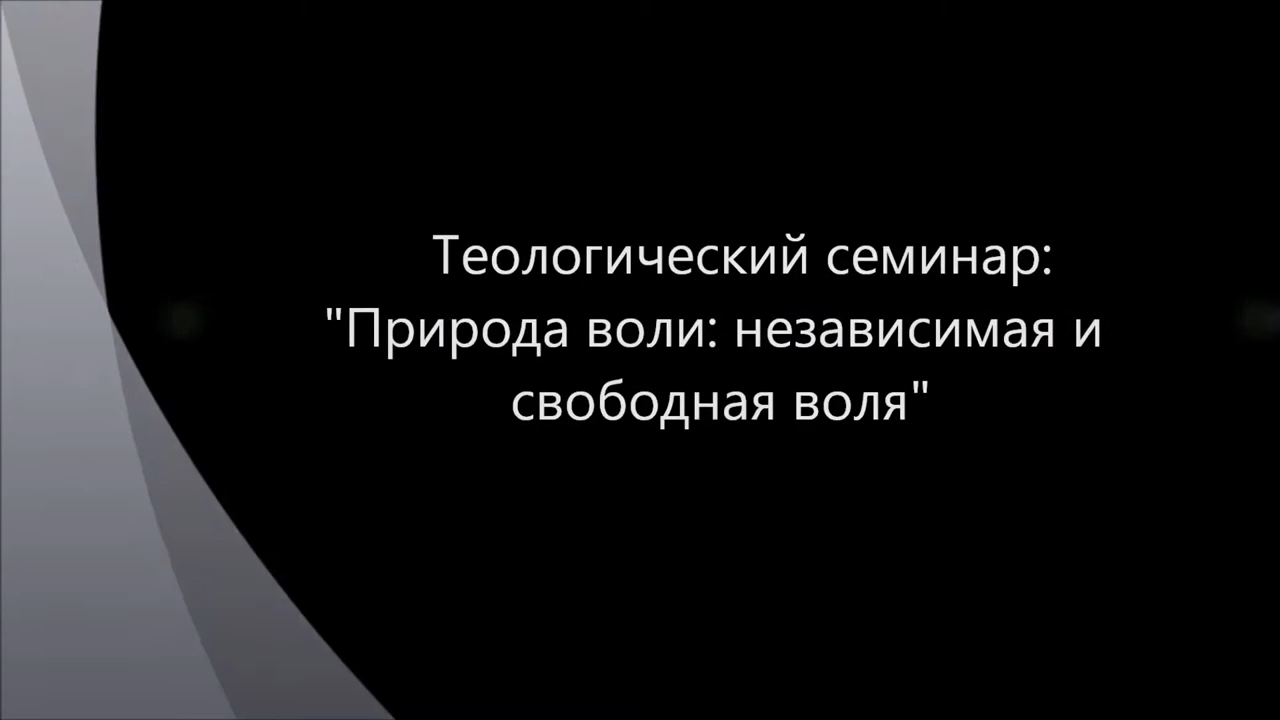 Теологический семинар:
"Природа воли: независимая и
свободная воля"